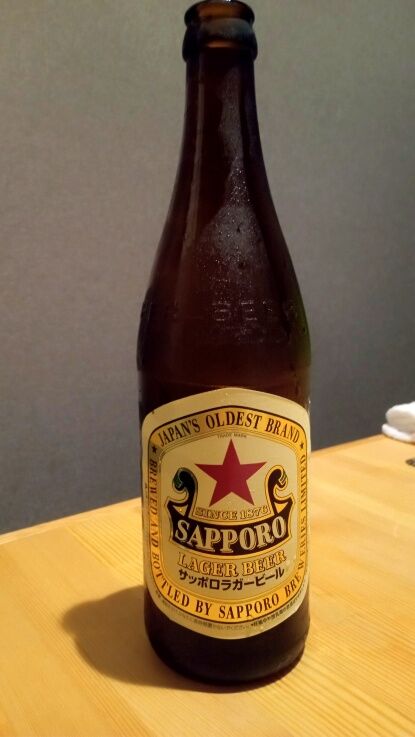 BEER
JAPAN'S OLDEST BRAND
TRADE MARK
SINCE 1876
SAPPORO
LAGER BEER
サッポロラガービール
BREWED AND BOTTLED BY SAPPORO BREWERIES LIMITED